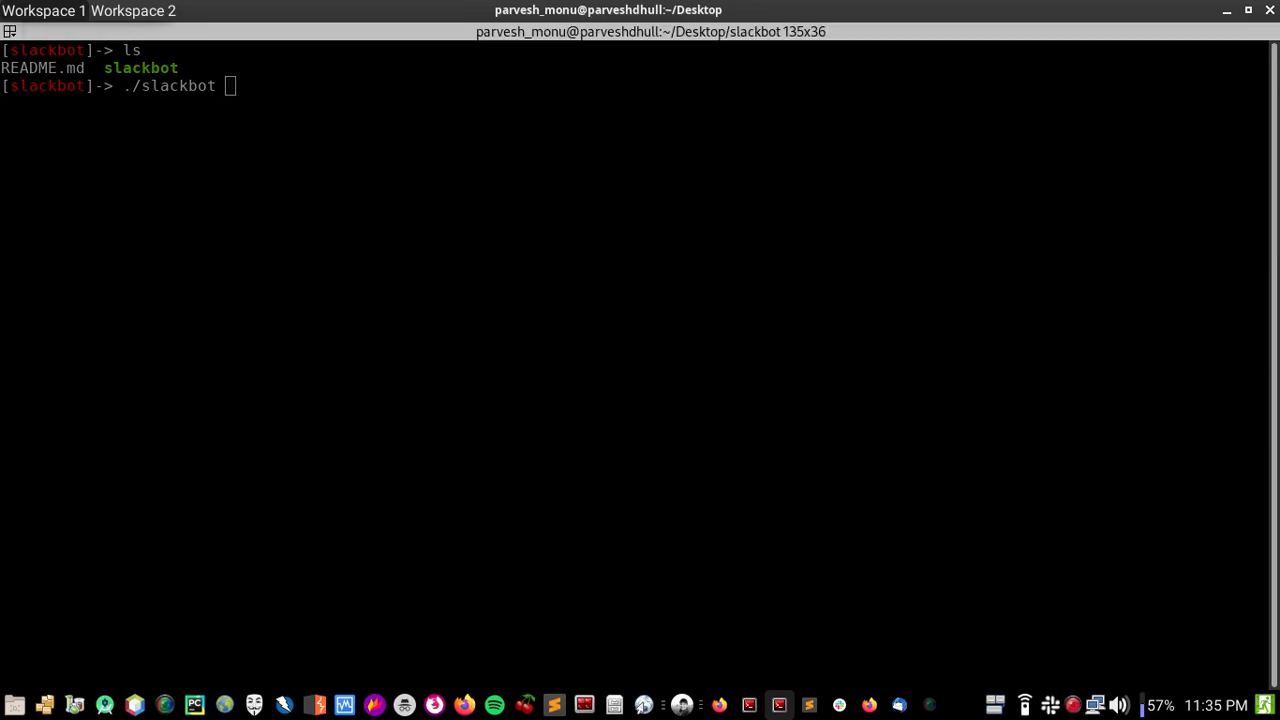 Workspace 1 Workspace 2 parvesh_monu@parveshdhull:~/Desktop
parvesh_monu@parveshdhull:~/Desktop/slackbot 135x36
[slackbot]-> ls
README.md slackbot
[slackbot]-> ./slackbot
PC
57% 11:35 PM